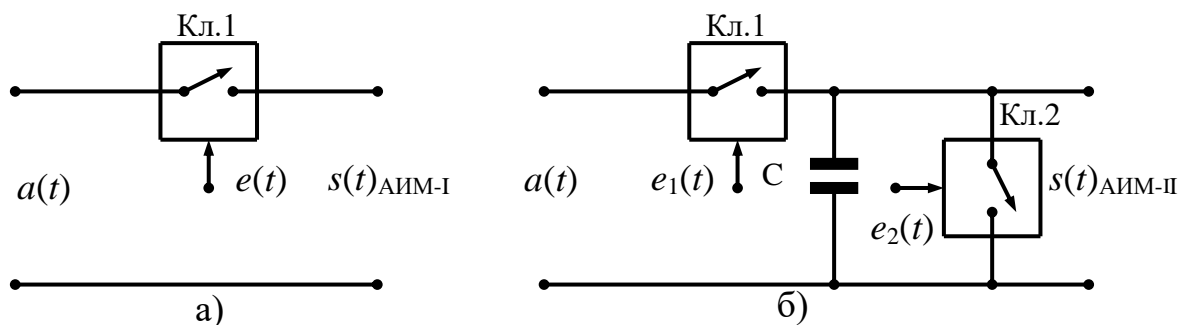 Кл.1
a(t)
e(t)
s(t)АИМ-I
а)
Кл.1
a(t)
e₁(t)
С
Кл.2
e₂(t)
s(t)АИМ-II
б)